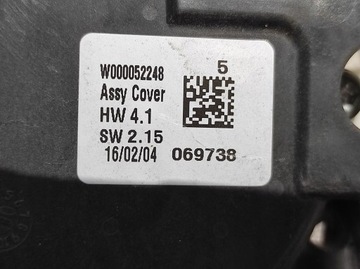 W000052248
5
Assy Cover
HW 4.1
SW 2.15
16/02/04 069738